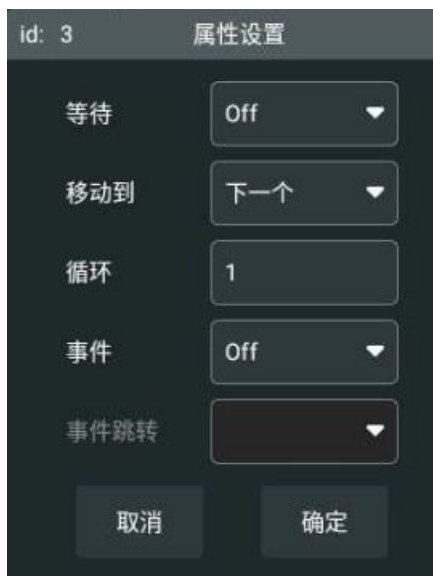 id: 3 属性设置
等待 Off
移动到 下一个
循环 1
事件 Off
事件跳转
取消 确定